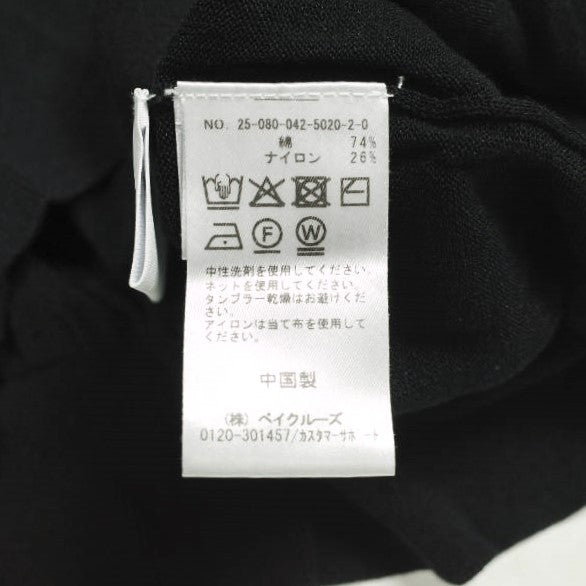 NO. 25-080-042-5020-2-0
綿 74%
ナイロン 26%
F W
中性洗剤を使用してください。
ネットを使用してください。
タンブラー乾燥はお避けください。
アイロンは当て布を使用してください。
中国製
(株) ベイクルーズ
0120-301457/カスタマーサポート